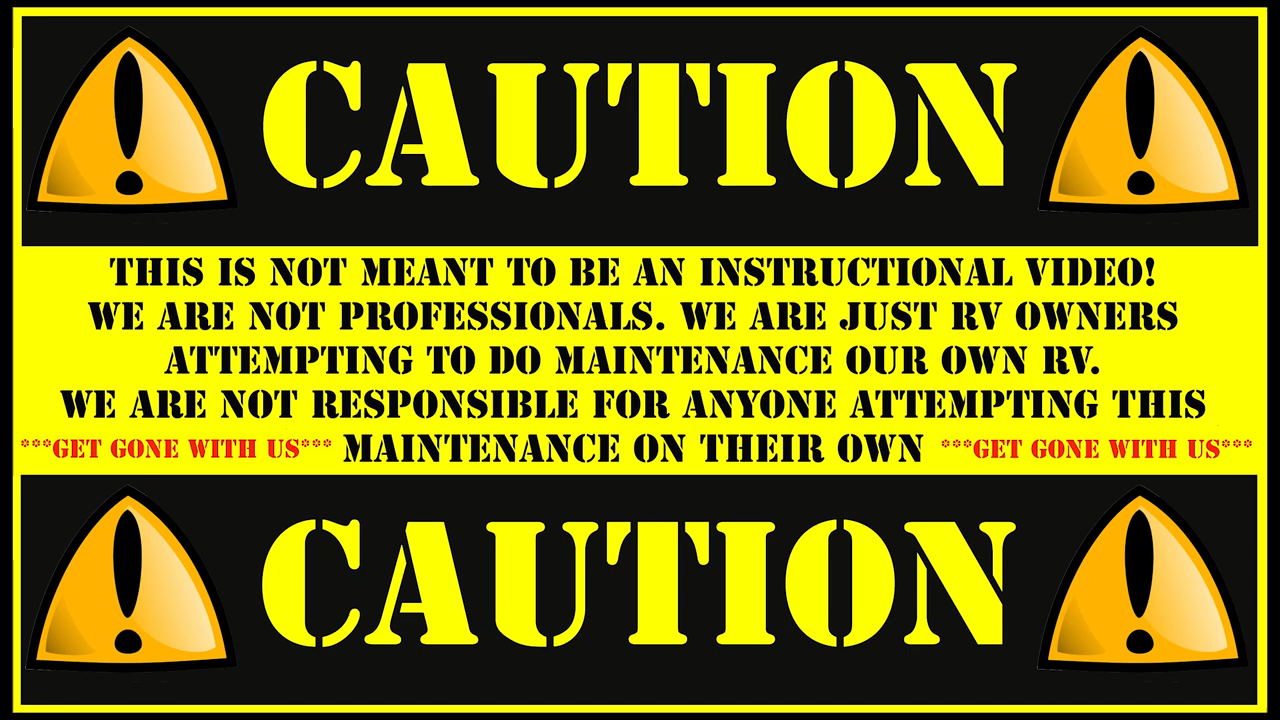 CAUTION
THIS IS NOT MEANT TO BE AN INSTRUCTIONAL VIDEO!
WE ARE NOT PROFESSIONALS. WE ARE JUST RV OWNERS
ATTEMPTING TO DO MAINTENANCE OUR OWN RV.
WE ARE NOT RESPONSIBLE FOR ANYONE ATTEMPTING THIS
***GET GONE WITH US*** MAINTENANCE ON THEIR OWN ***GET GONE WITH US***
CAUTION